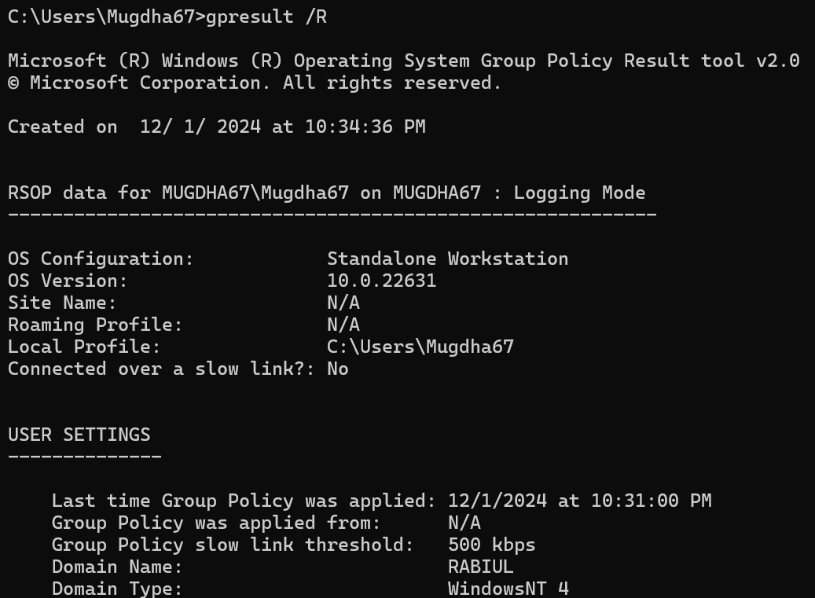 C:\Users\Mugdha67>gpresult /R
Microsoft (R) Windows (R) Operating System Group Policy Result tool v2.0
© Microsoft Corporation. All rights reserved.
Created on  12/ 1/ 2024 at 10:34:36 PM
RSOP data for MUGDHA67\Mugdha67 on MUGDHA67 : Logging Mode
-----------------------------------------------------------
OS Configuration:            Standalone Workstation
OS Version:                  10.0.22631
Site Name:                   N/A
Roaming Profile:             N/A
Local Profile:               C:\Users\Mugdha67
Connected over a slow link?: No
USER SETTINGS
--------------
    Last time Group Policy was applied: 12/1/2024 at 10:31:00 PM
    Group Policy was applied from:      N/A
    Group Policy slow link threshold:   500 kbps
    Domain Name:                        RABIUL
    Domain Type:                        WindowsNT 4